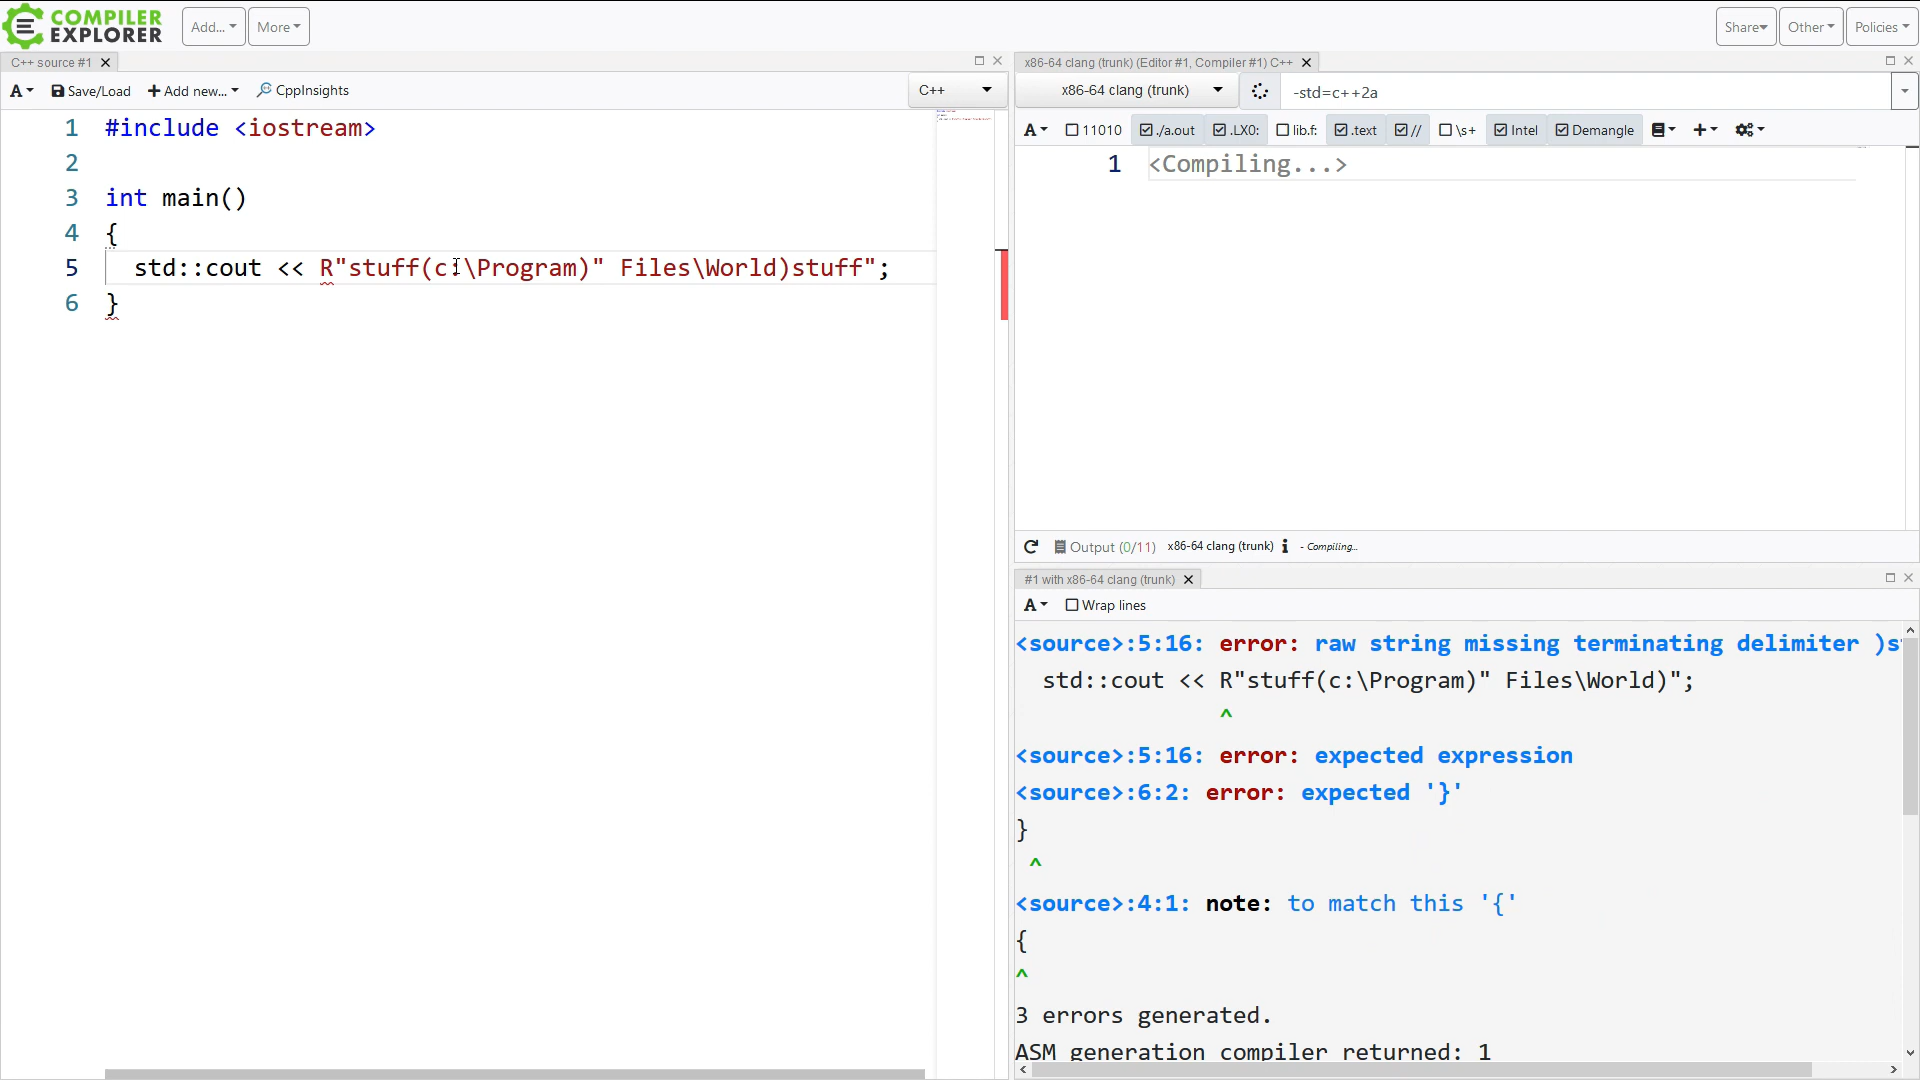 COMPILER
EXPLORER
Add...
More
Share
Other
Policies
C++ source #1
A
Save/Load
Add new...
CppInsights
C++
1 #include <iostream>
2
3 int main()
4 {
5 std::cout << R"stuff(c:\Program)" Files\World)stuff";
6 }
x86-64 clang (trunk) (Editor #1, Compiler #1) C++
x86-64 clang (trunk)
-std=c++2a
A
11010
./a.out
.LX0:
lib.f:
.text
//
\s+
Intel
Demangle
1 <Compiling...>
Output (0/11) x86-64 clang (trunk) i - Compiling...
#1 with x86-64 clang (trunk)
A
Wrap lines
<source>:5:16: error: raw string missing terminating delimiter )s
std::cout << R"stuff(c:\Program)" Files\World)";
^
<source>:5:16: error: expected expression
<source>:6:2: error: expected '}'
}
^
<source>:4:1: note: to match this '{'
{
^
3 errors generated.
ASM generation compiler returned: 1